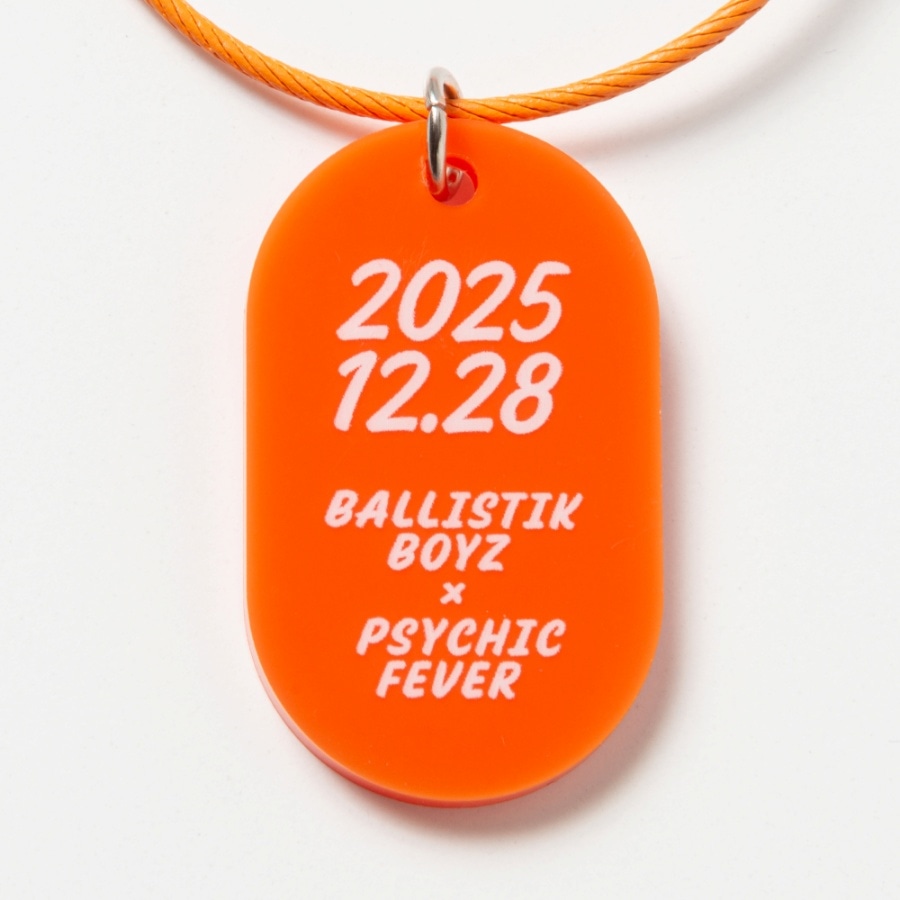 2025
12.28
BALLISTIK
BOYZ
×
PSYCHIC
FEVER